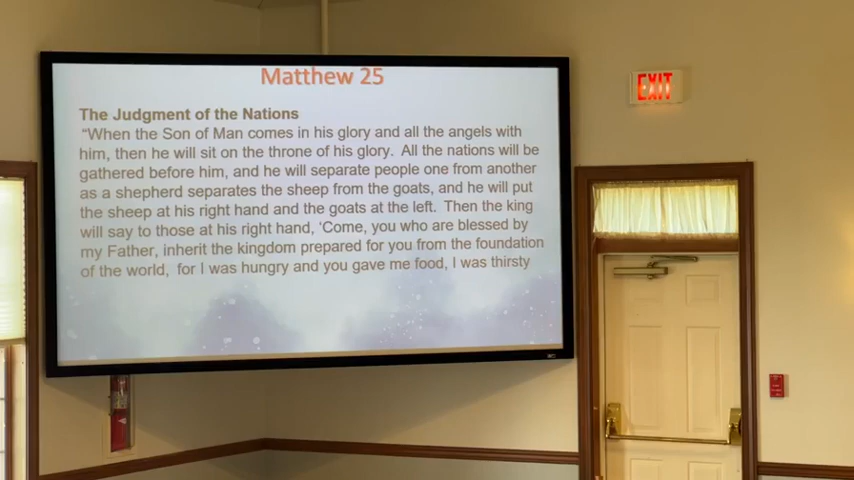 Matthew 25
The Judgment of the Nations
“When the Son of Man comes in his glory and all the angels with
him, then he will sit on the throne of his glory. All the nations will be
gathered before him, and he will separate people one from another
as a shepherd separates the sheep from the goats, and he will put
the sheep at his right hand and the goats at the left. Then the king
will say to those at his right hand, ‘Come, you who are blessed by
my Father, inherit the kingdom prepared for you from the foundation
of the world, for I was hungry and you gave me food, I was thirsty
EXIT